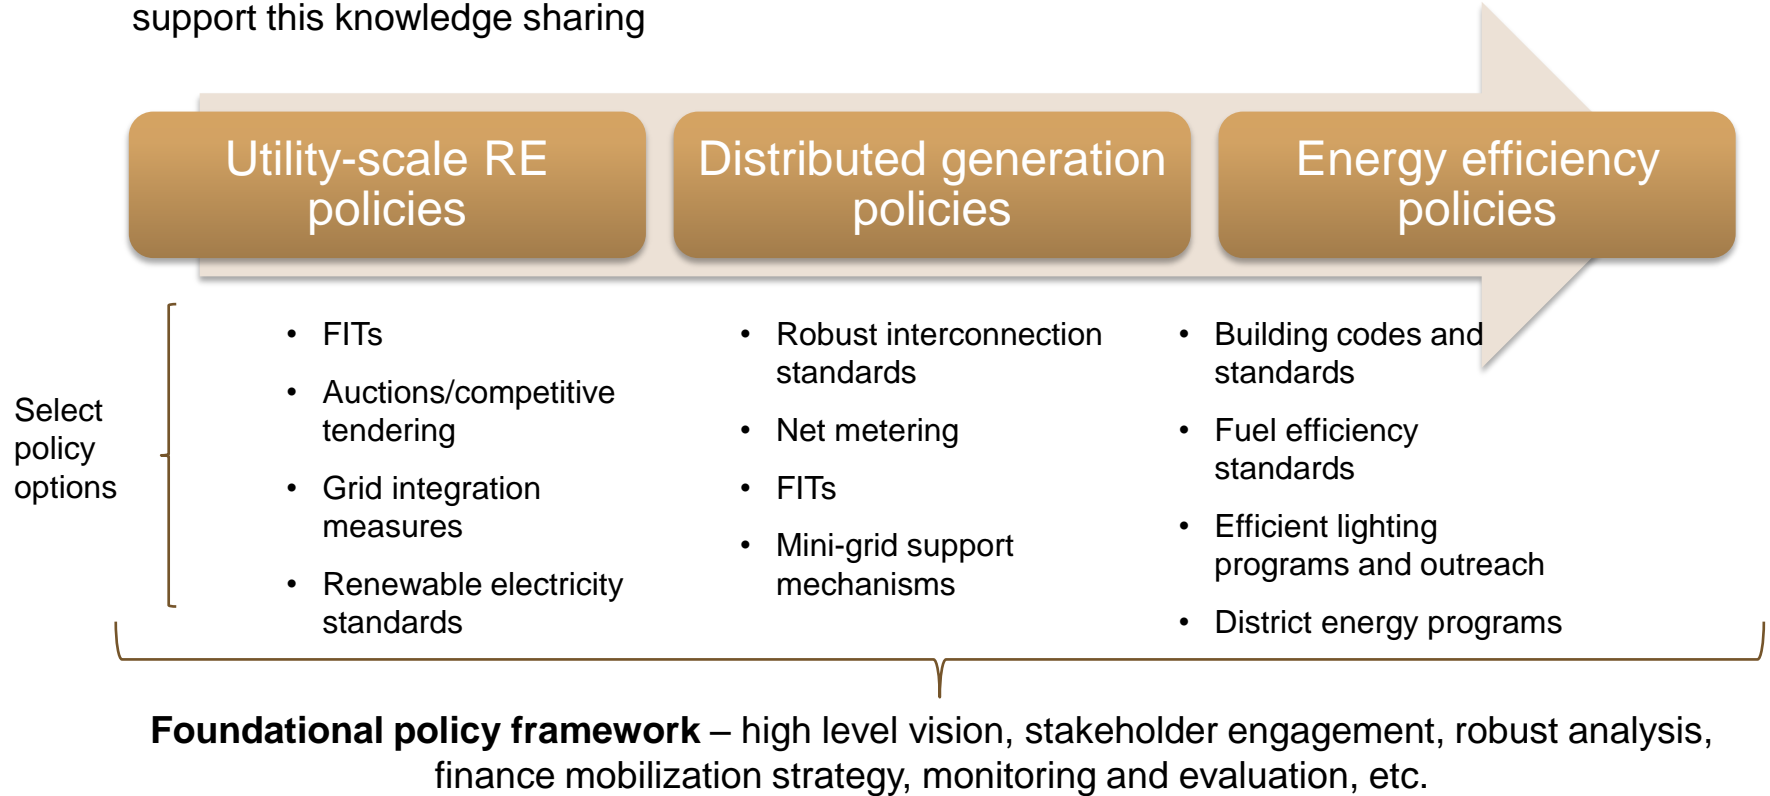 support this knowledge sharing
Utility-scale RE
policies
Distributed generation
policies
Energy efficiency
policies
Select
policy
options
• FITs
• Auctions/competitive
tendering
• Grid integration
measures
• Renewable electricity
standards
• Robust interconnection
standards
• Net metering
• FITs
• Mini-grid support
mechanisms
• Building codes and
standards
• Fuel efficiency
standards
• Efficient lighting
programs and outreach
• District energy programs
Foundational policy framework – high level vision, stakeholder engagement, robust analysis,
finance mobilization strategy, monitoring and evaluation, etc.